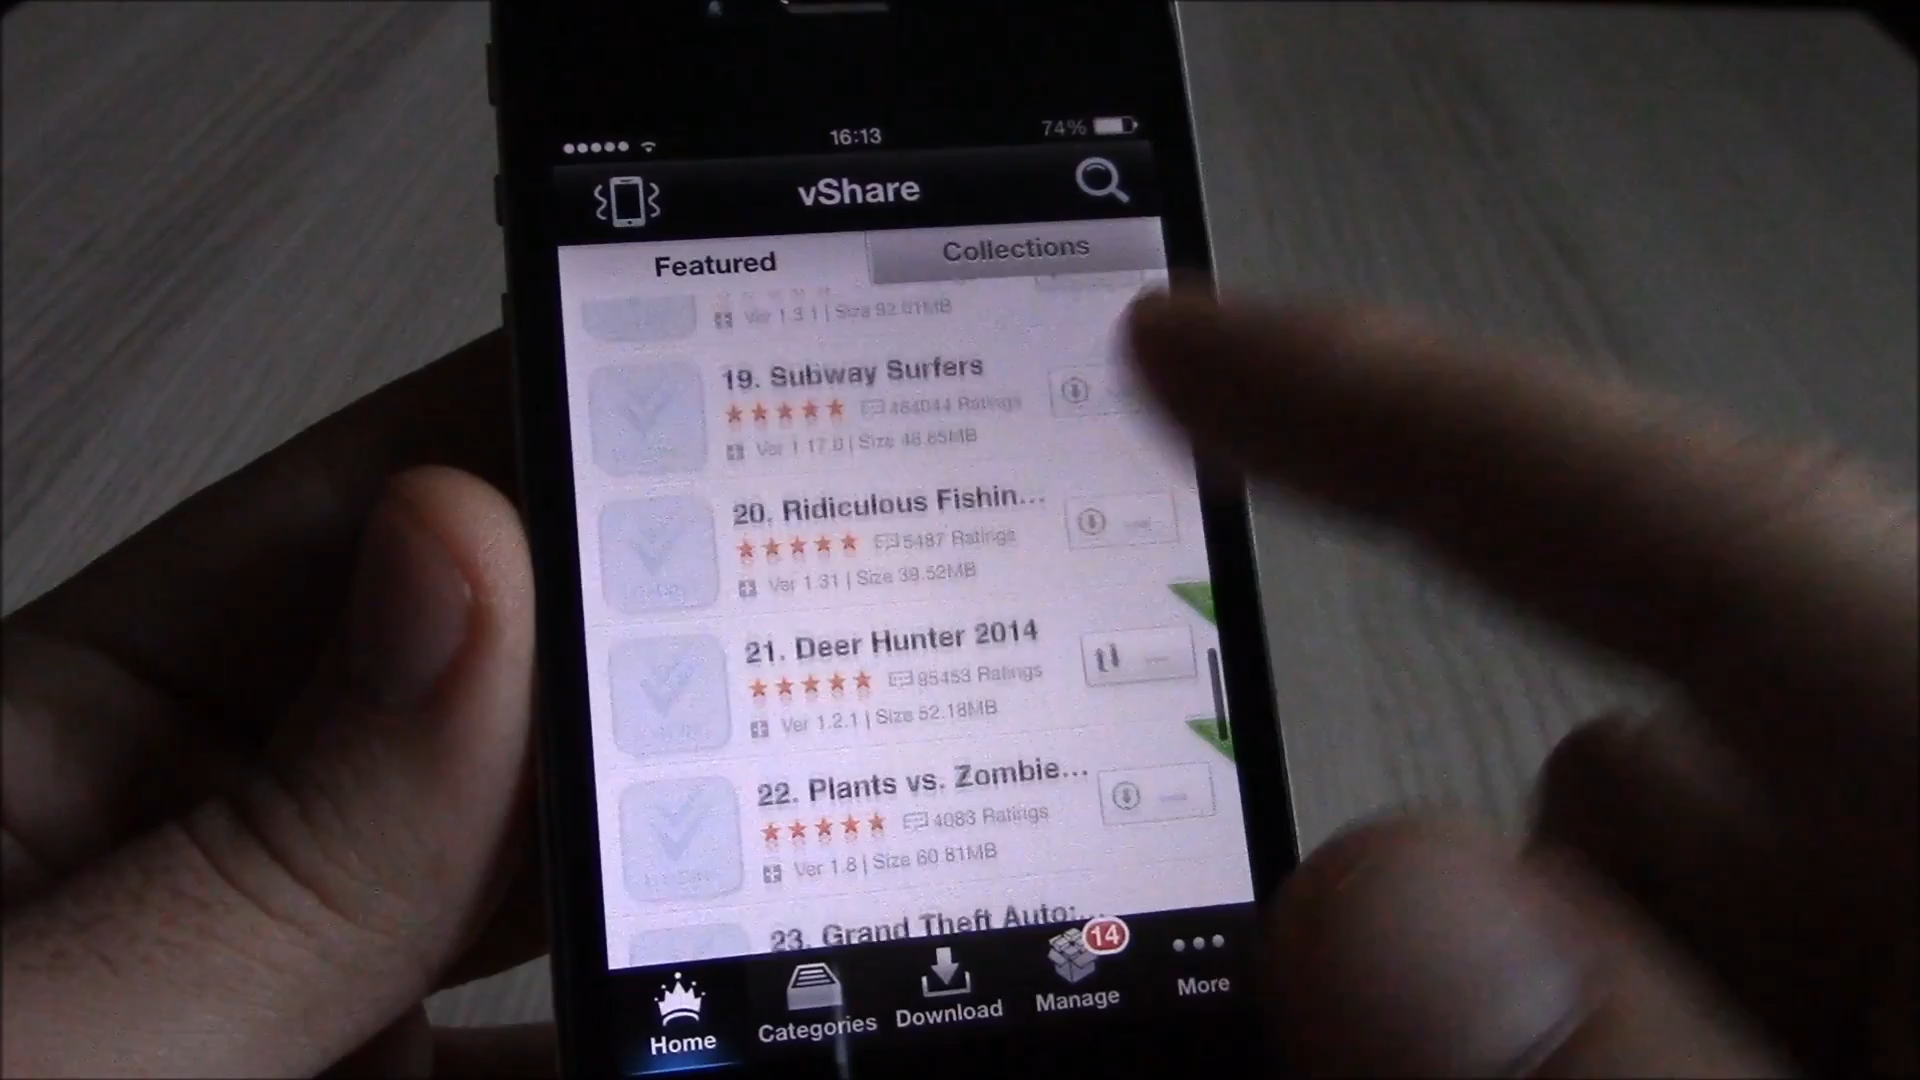 16:13
74%
vShare
Featured
Collections
Ver 1.3.1 | Size 92.61MB
19. Subway Surfers
464044 Ratings
Ver 1.17.0 | Size 46.65MB
20. Ridiculous Fishin...
5487 Ratings
Ver 1.31 | Size 39.52MB
21. Deer Hunter 2014
95453 Ratings
Ver 1.2.1 | Size 52.18MB
22. Plants vs. Zombie...
4083 Ratings
Ver 1.8 | Size 60.81MB
23. Grand Theft Auto:...
14
Home
Categories
Download
Manage
More